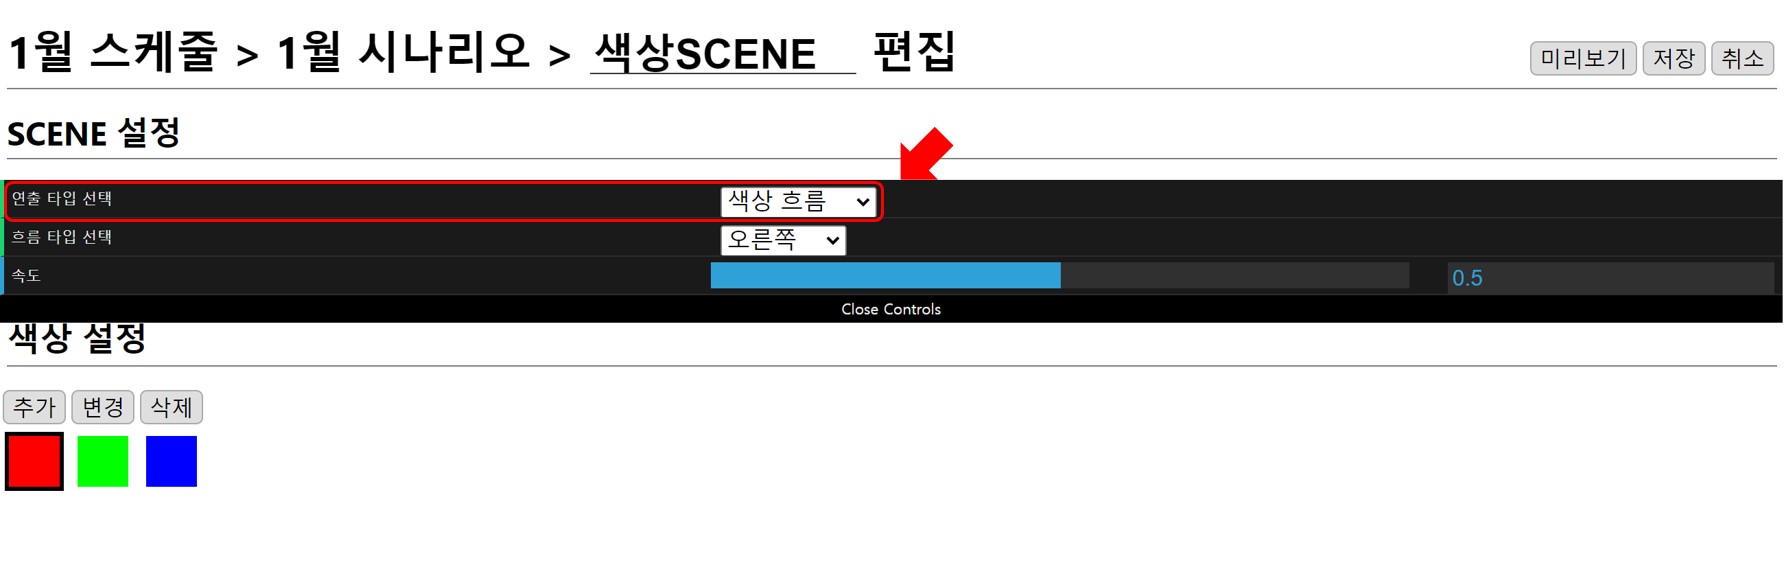 1월 스케줄 > 1월 시나리오 > 색상SCENE 편집
미리보기 저장 취소
SCENE 설정
연출 타입 선택 색상 흐름
흐름 타입 선택 오른쪽
속도 0.5
Close Controls
색상 설정
추가 변경 삭제